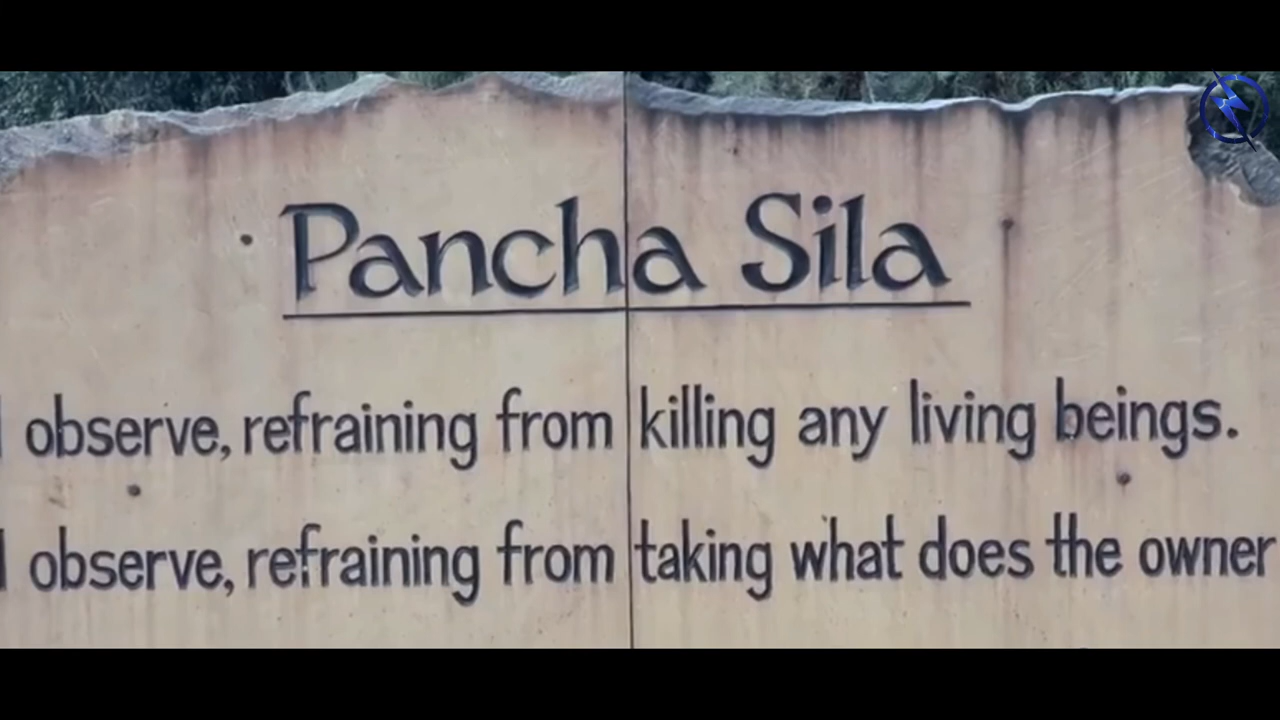 Pancha Sila
I observe, refraining from killing any living beings.
I observe, refraining from taking what does the owner